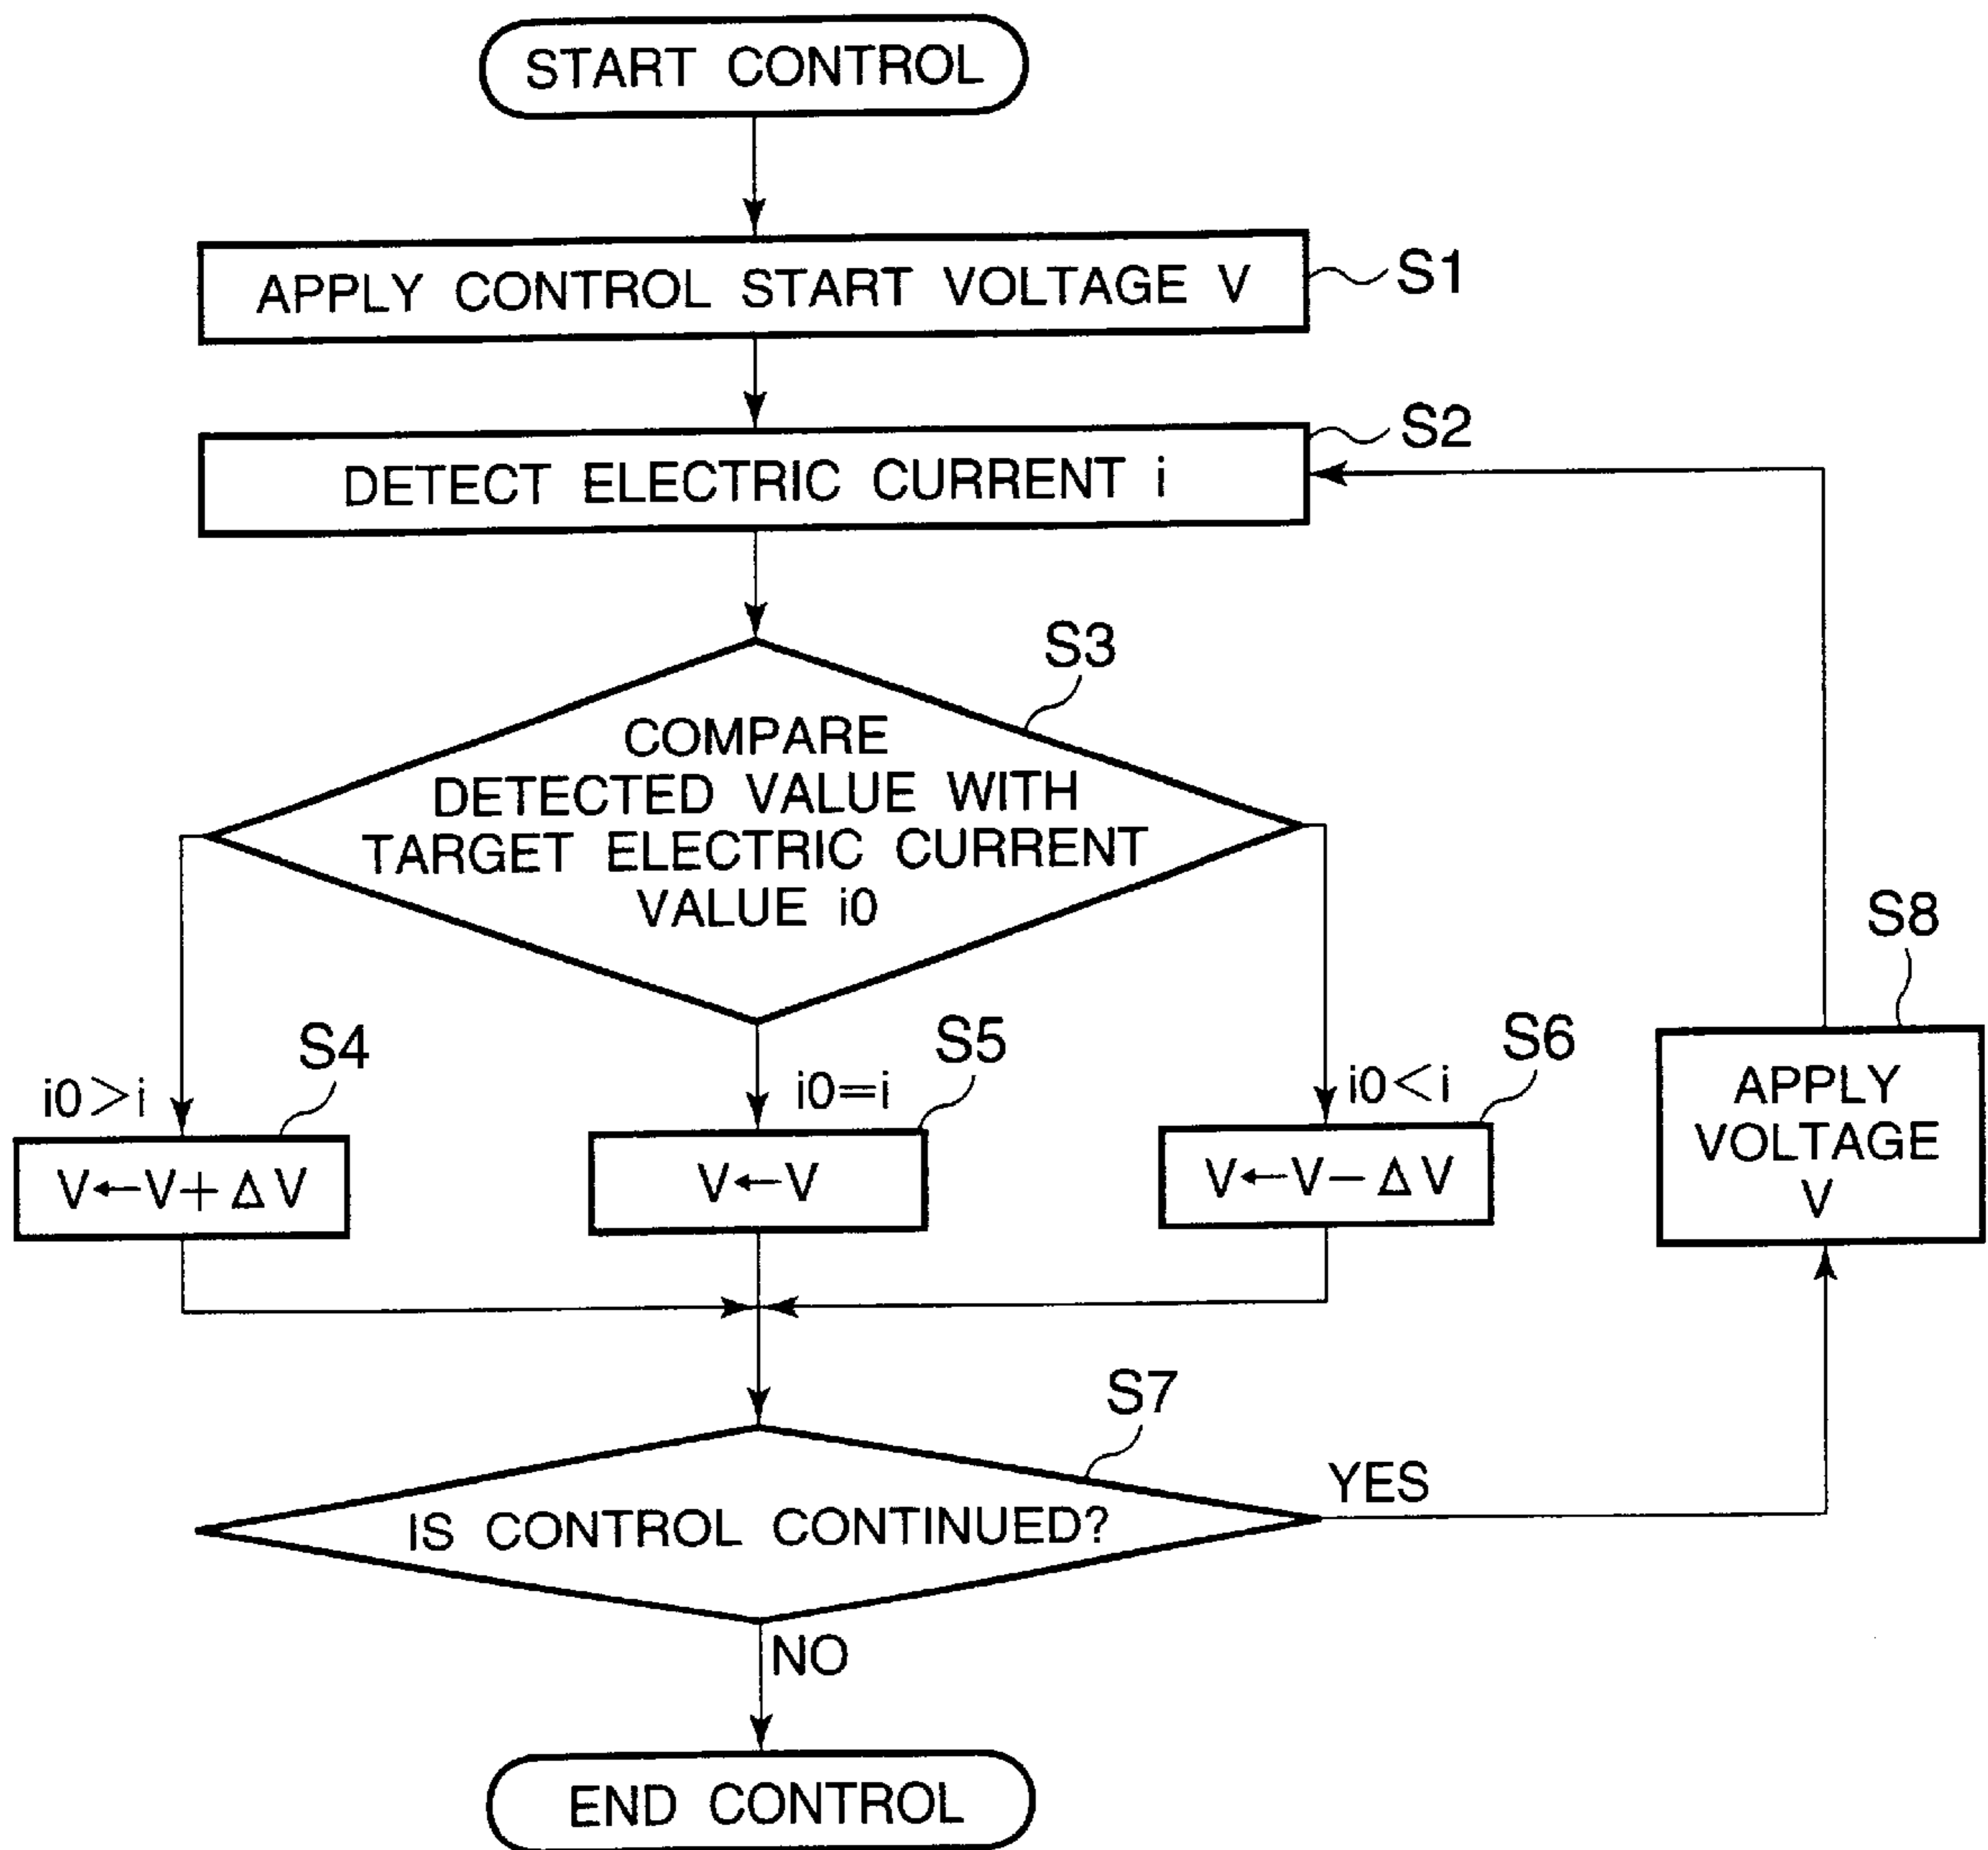 START CONTROL
APPLY CONTROL START VOLTAGE V
S1
DETECT ELECTRIC CURRENT i
S2
S3
COMPARE
DETECTED VALUE WITH
TARGET ELECTRIC CURRENT
VALUE i0
S4
i0>i
V←V+ΔV
S5
i0=i
V←V
S6
i0<i
V←V−ΔV
S8
APPLY
VOLTAGE
V
S7
IS CONTROL CONTINUED?
YES
NO
END CONTROL